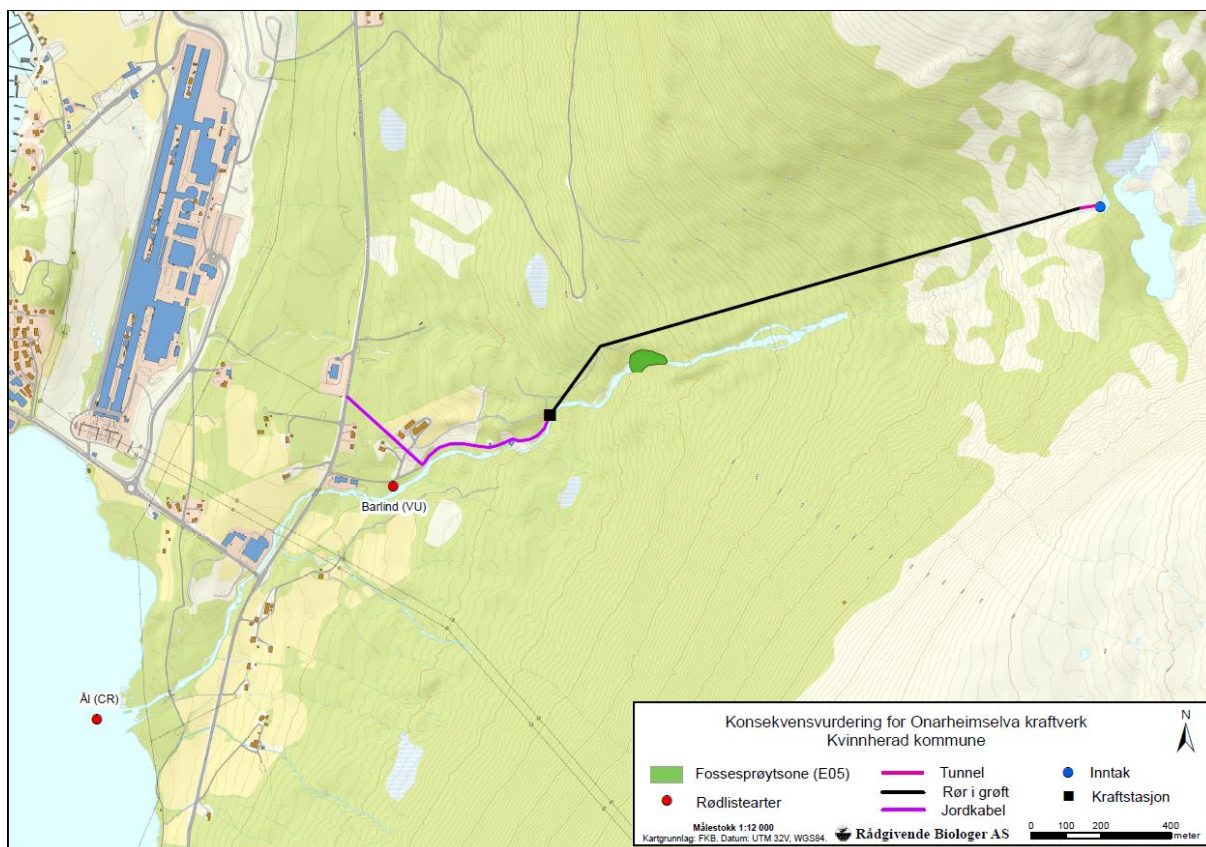 Barlind (VU)
Ål (CR)
Konsekvensvurdering for Onarheimselva kraftverk
Kvinnherad kommune
N
Fossesprøytsone (E05)
Rødlistearter
Tunnel
Rør i grøft
Jordkabel
Inntak
Kraftstasjon
Målestokk 1:12 000
Kartgrunnlag: FKB. Datum: UTM 32V, WGS84.
Rådgivende Biologer AS
0 100 200 400
meter